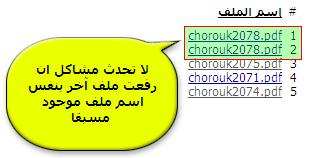 # اسم الملف
1 chorouk2078.pdf
2 chorouk2078.pdf
3 chorouk2075.pdf
4 chorouk2071.pdf
5 chorouk2074.pdf
لا تحدث مشاكل ان
رفعت ملف آخر بنفس
اسم ملف موجود
مسبقا